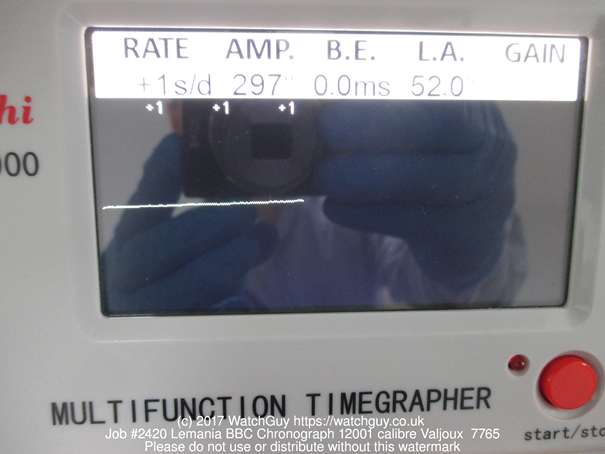 RATE AMP. B.E. L.A. GAIN
+1s/d 297° 0.0ms 52.0°
+1 +1 +1
hi
000
MULTIFUNCTION TIMEGRAPHER
start/sto
(c) 2017 WatchGuy https://watchguy.co.uk
Job #2420 Lemania BBC Chronograph 12001 calibre Valjoux 7765
Please do not use or distribute without this watermark